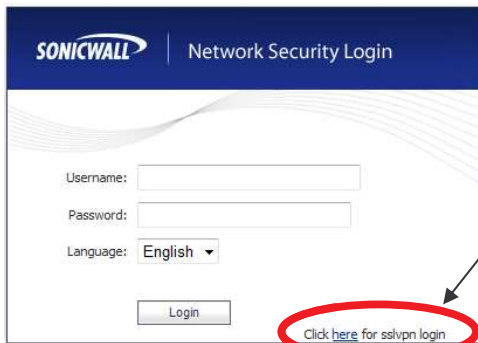 SONICWALL Network Security Login
Username:
Password:
Language: English
Login
Click here for sslvpn login